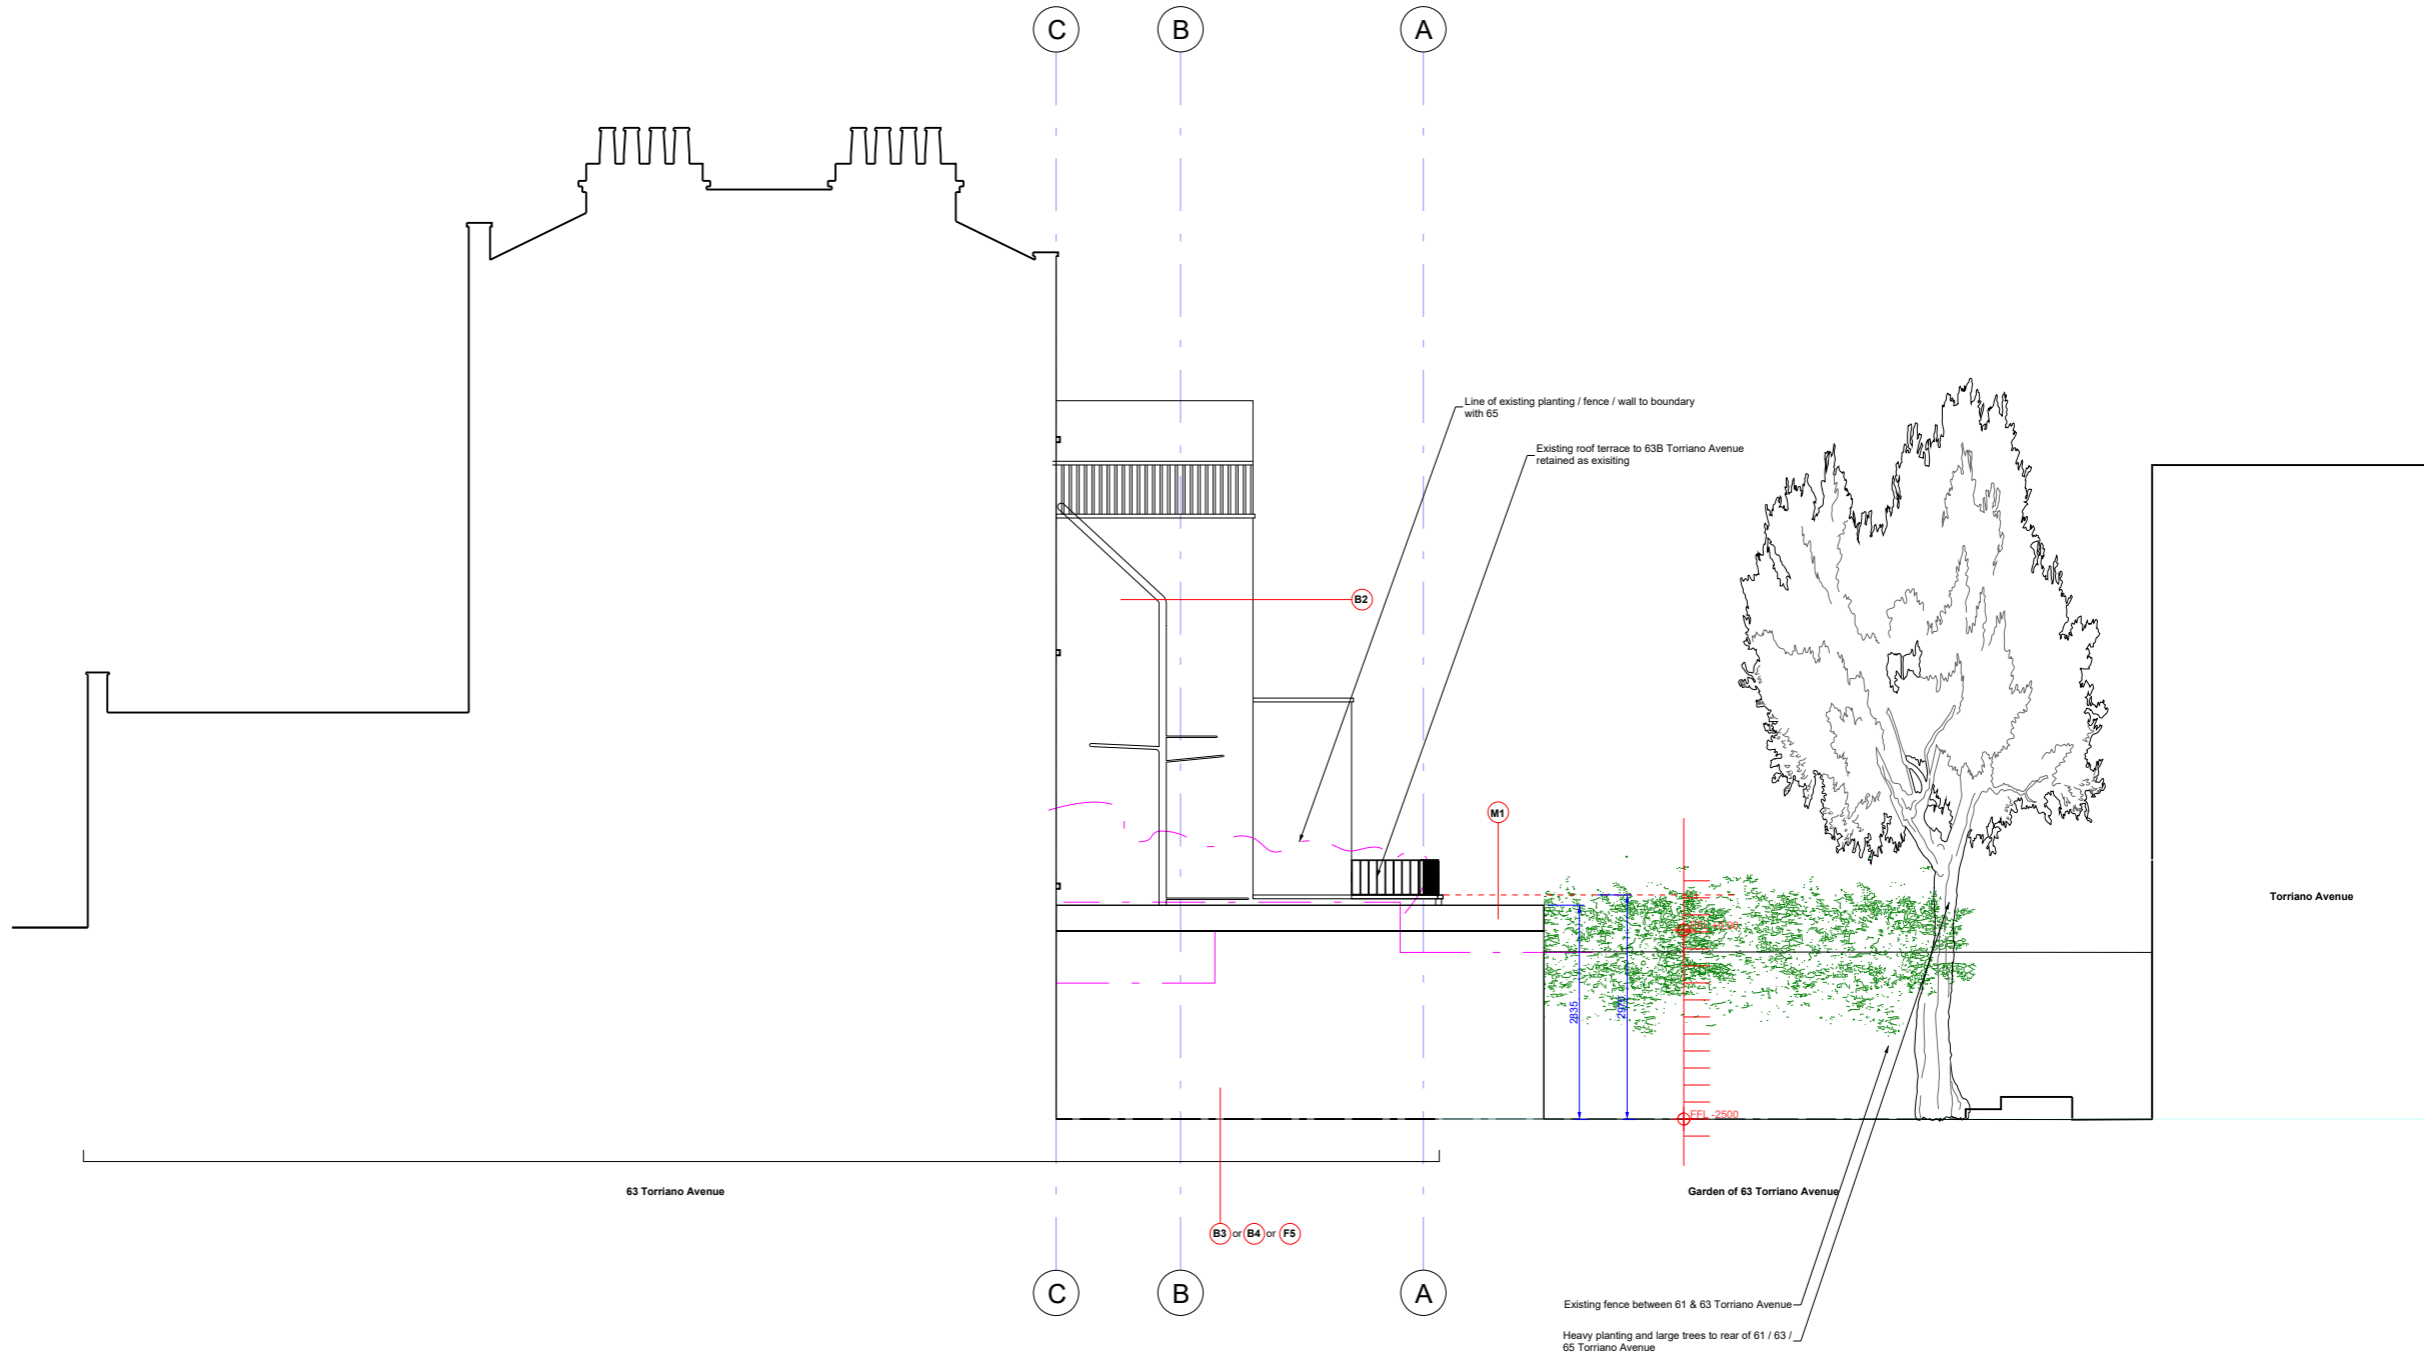 C B A
Line of existing planting / fence / wall to boundary
with 65
Existing roof terrace to 63B Torriano Avenue
retained as exisiting
B2
M1
Torriano Avenue
2835
2970
FFL -2500
63 Torriano Avenue
Garden of 63 Torriano Avenue
B3 or B4 or F5
C B A
Existing fence between 61 & 63 Torriano Avenue
Heavy planting and large trees to rear of 61 / 63 /
65 Torriano Avenue